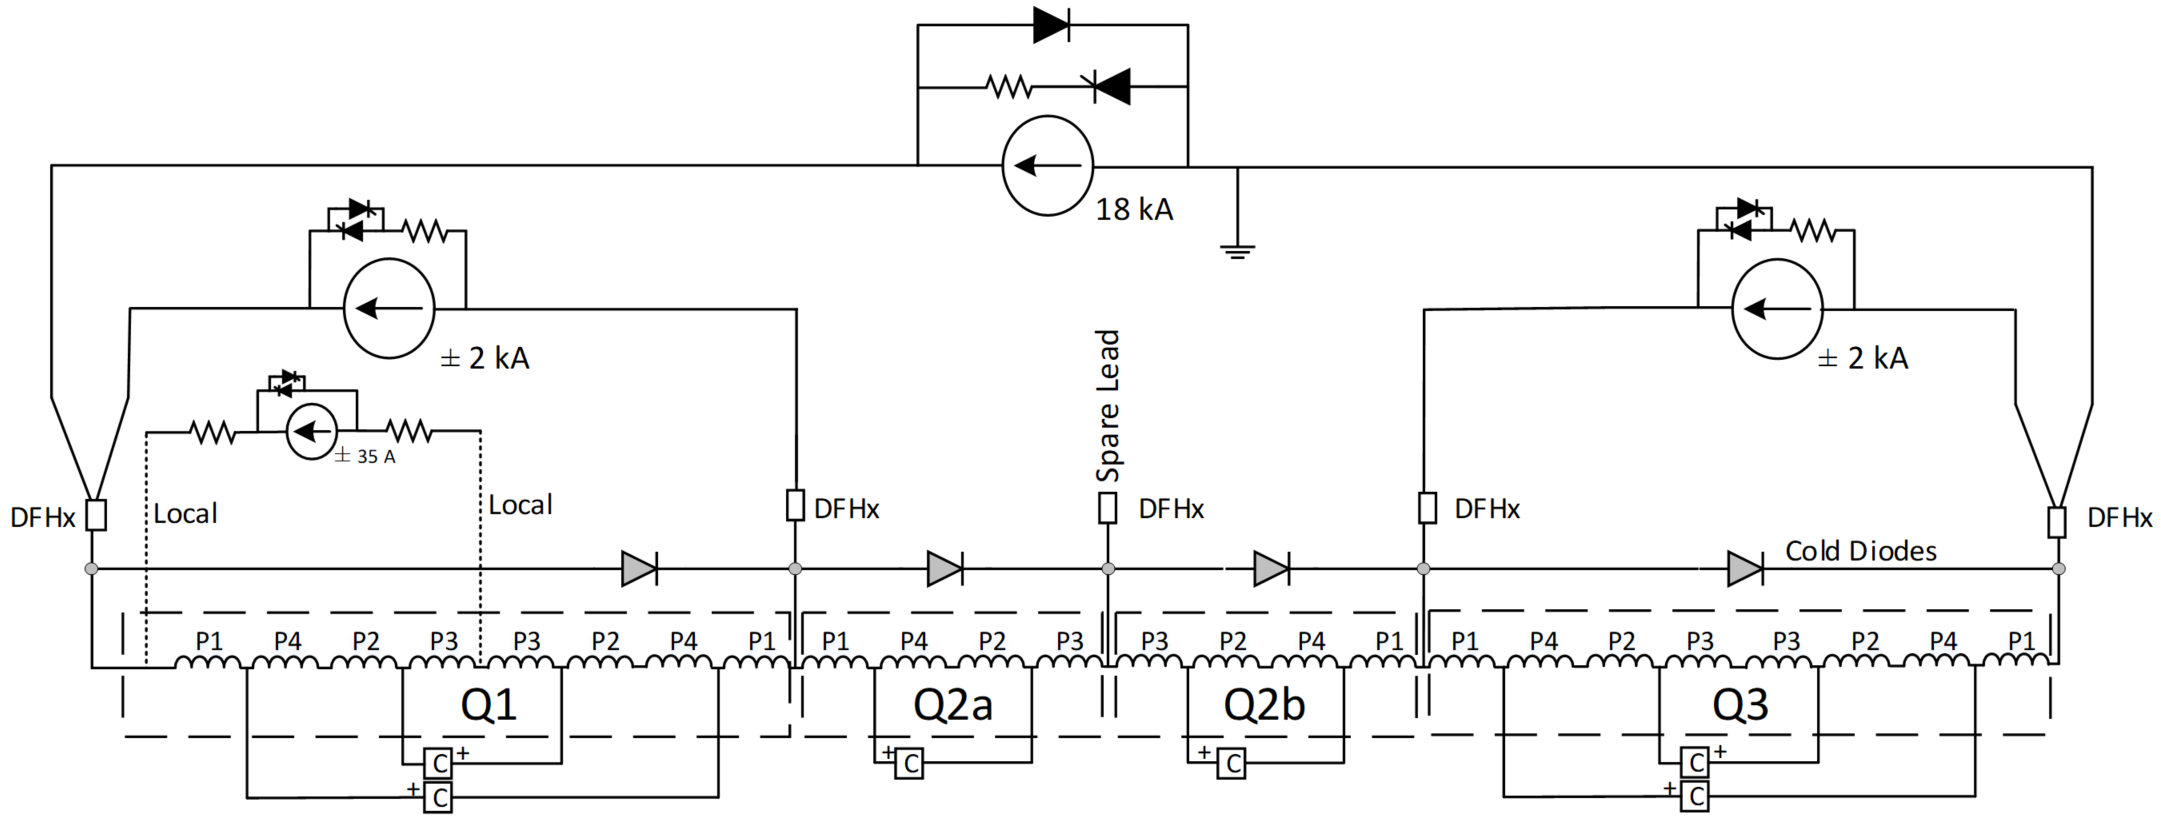 18 kA
± 2 kA
± 2 kA
± 35 A
Spare Lead
Local
Local
DFHx
DFHx
DFHx
DFHx
DFHx
Cold Diodes
P1 P4 P2 P3 P3 P2 P4 P1 P1 P4 P2 P3 P3 P2 P4 P1 P1 P4 P2 P3 P3 P2 P4 P1
Q1 Q2a Q2b Q3
C + + C + C C +
+ C + C